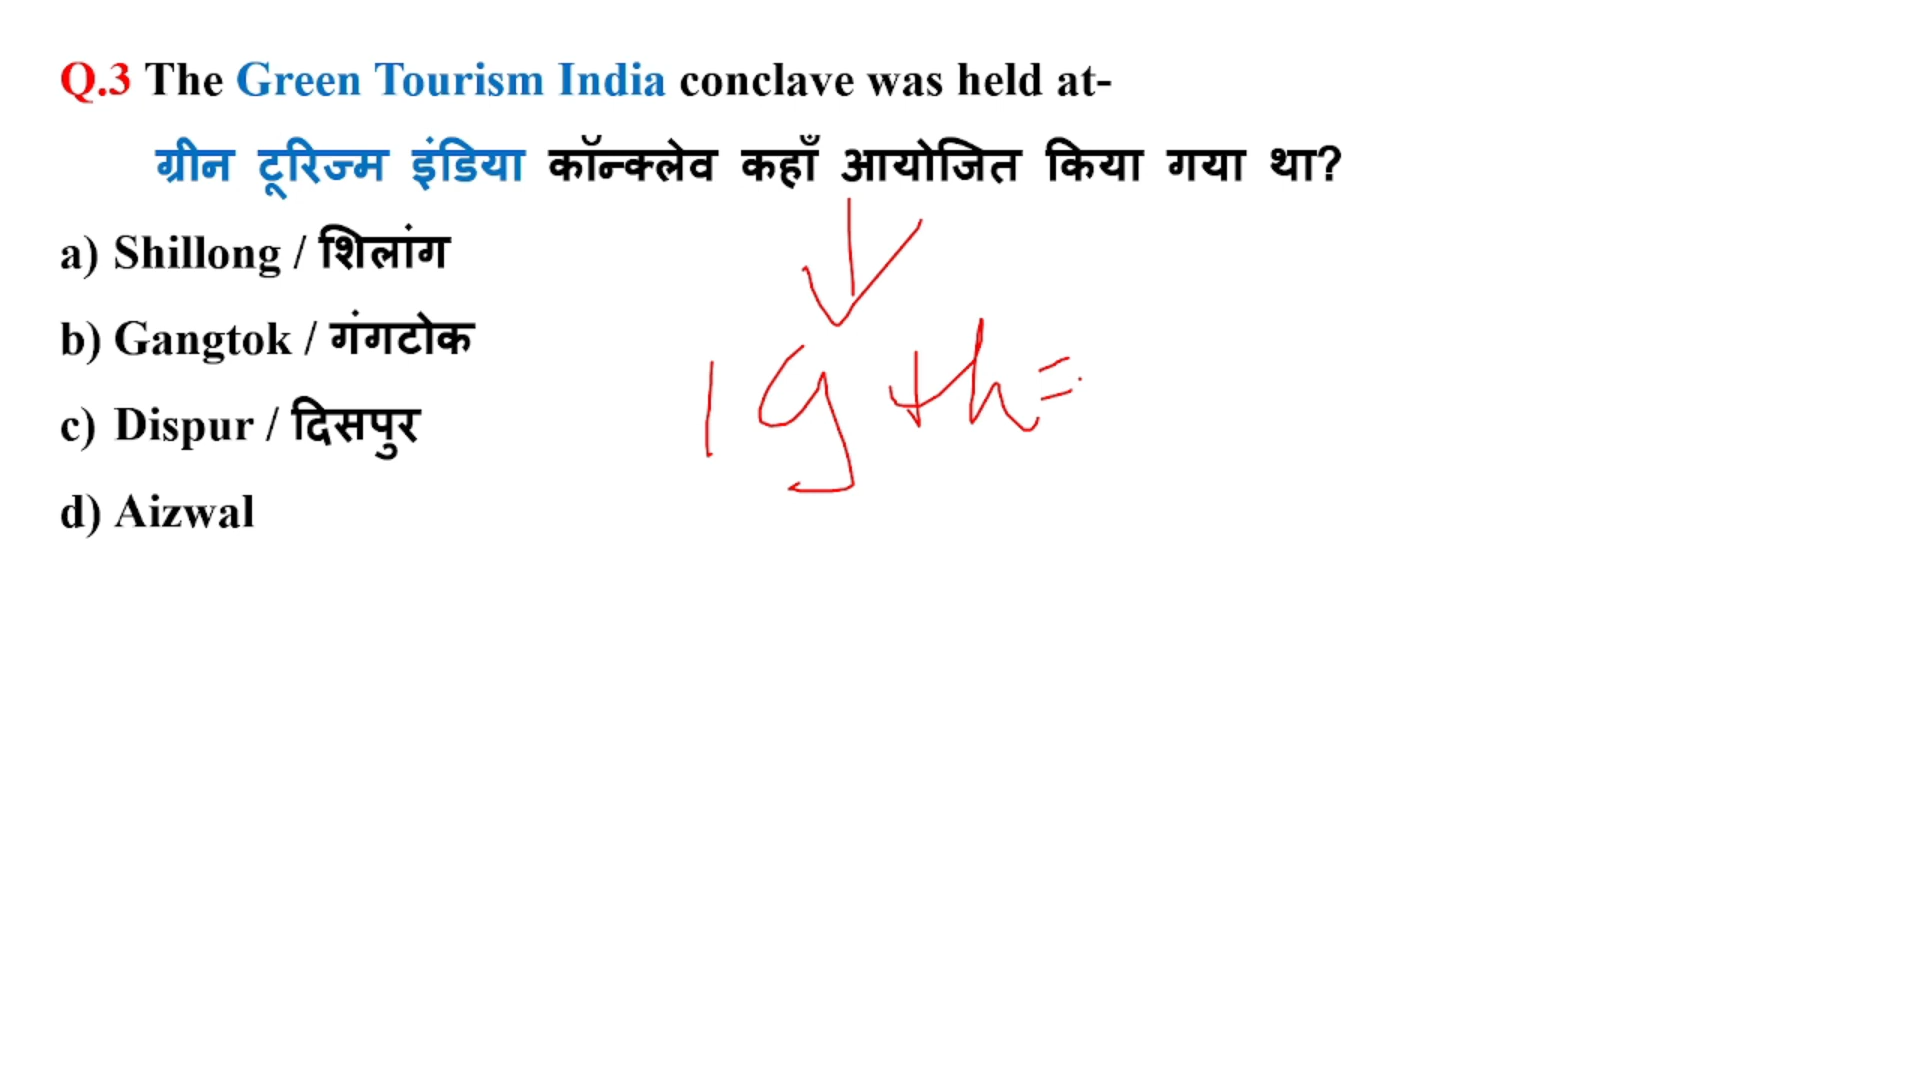 Q.3 The Green Tourism India conclave was held at-
ग्रीन टूरिज्म इंडिया कॉन्क्लेव कहाँ आयोजित किया गया था?
a) Shillong / शिलांग
b) Gangtok / गंगटोक
19th=
c) Dispur / दिसपुर
d) Aizwal